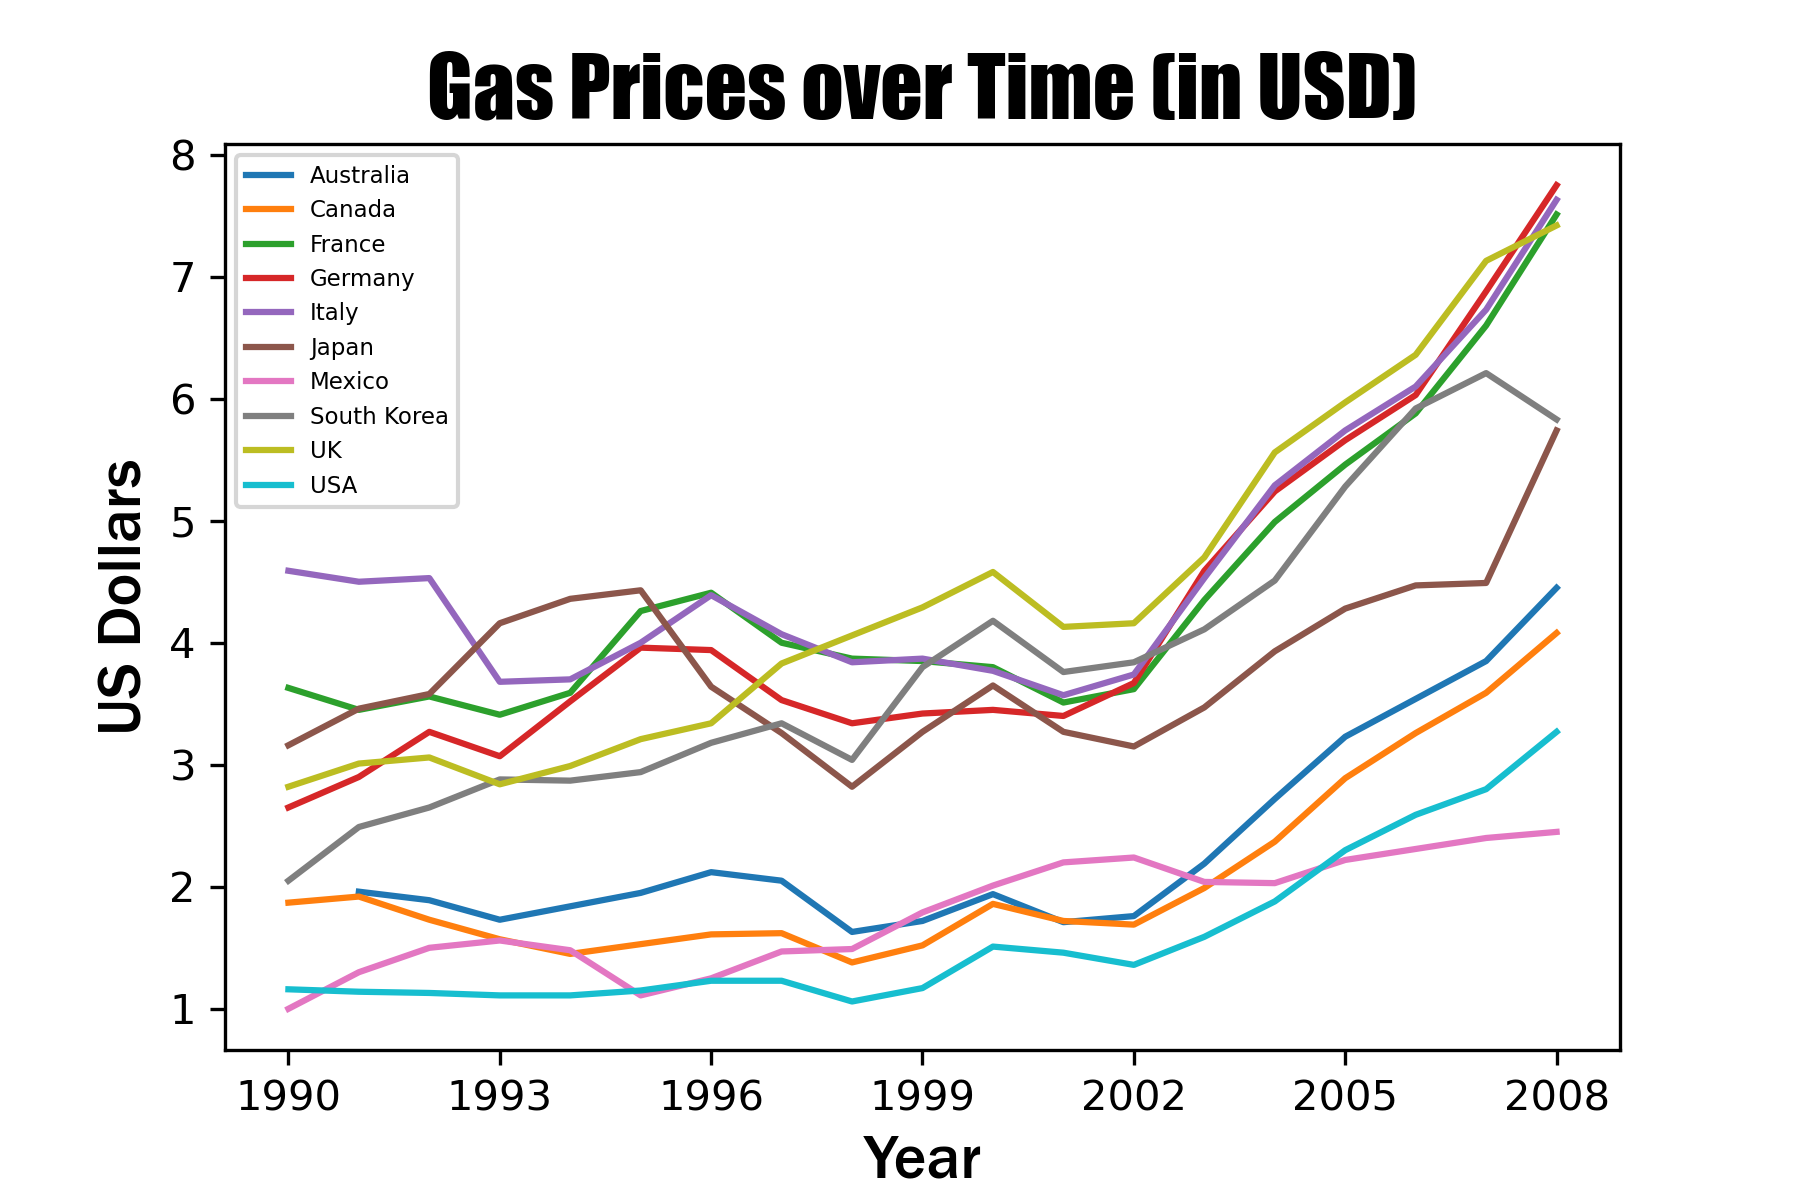 Gas Prices over Time (in USD)
8
7
6
5
4
3
2
1
US Dollars
Australia
Canada
France
Germany
Italy
Japan
Mexico
South Korea
UK
USA
1990 1993 1996 1999 2002 2005 2008
Year